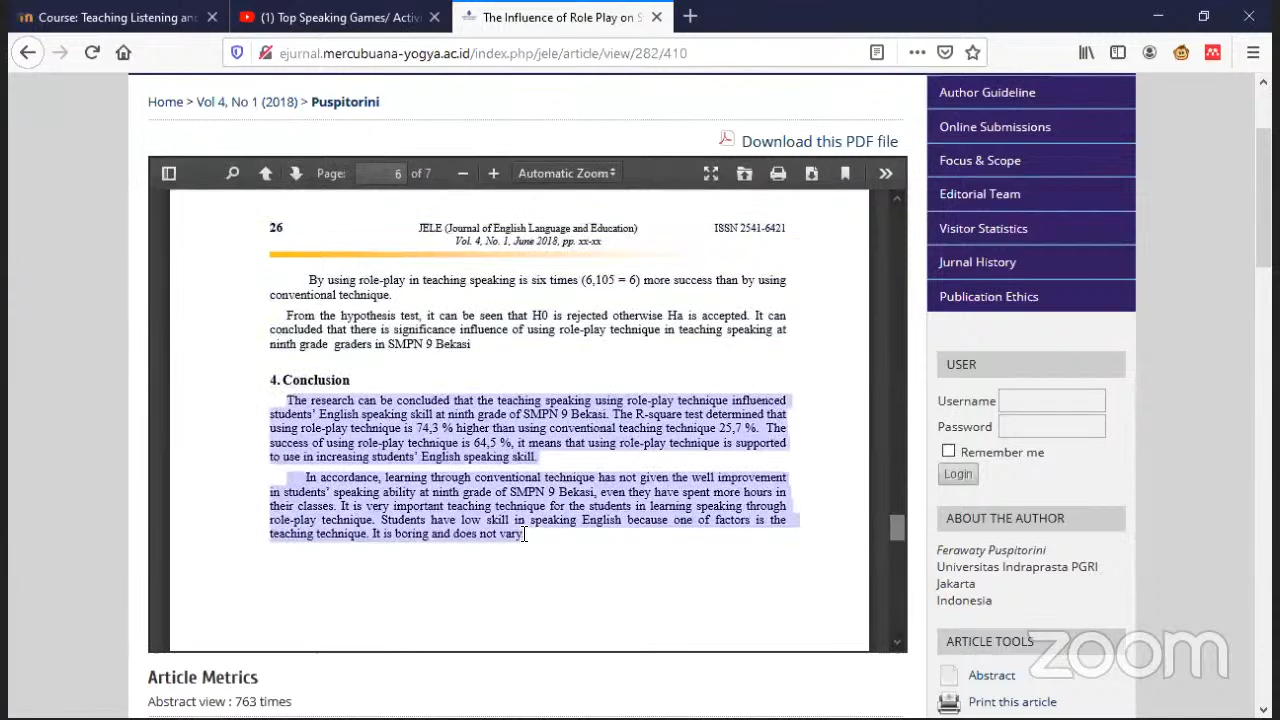 Course: Teaching Listening and
(1) Top Speaking Games/ Activ
The Influence of Role Play on S
ejurnal.mercubuana-yogya.ac.id/index.php/jele/article/view/282/410
Home > Vol 4, No 1 (2018) > Puspitorini
Download this PDF file
Page: 6 of 7
Automatic Zoom
26
JELE (Journal of English Language and Education)
ISSN 2541-6421
Vol. 4, No. 1, June 2018, pp. xx-xx
By using role-play in teaching speaking is six times (6,105 = 6) more success than by using
conventional technique.
From the hypothesis test, it can be seen that H0 is rejected otherwise Ha is accepted. It can
concluded that there is significance influence of using role-play technique in teaching speaking at
ninth grade graders in SMPN 9 Bekasi
4. Conclusion
The research can be concluded that the teaching speaking using role-play technique influenced
students' English speaking skill at ninth grade of SMPN 9 Bekasi. The R-square test determined that
using role-play technique is 74,3 % higher than using conventional teaching technique 25,7 %. The
success of using role-play technique is 64,5 %, it means that using role-play technique is supported
to use in increasing students' English speaking skill.
In accordance, learning through conventional technique has not given the well improvement
in students' speaking ability at ninth grade of SMPN 9 Bekasi, even they have spent more hours in
their classes. It is very important teaching technique for the students in learning speaking through
role-play technique. Students have low skill in speaking English because one of factors is the
teaching technique. It is boring and does not vary
Article Metrics
Abstract view : 763 times
Author Guideline
Online Submissions
Focus & Scope
Editorial Team
Visitor Statistics
Jurnal History
Publication Ethics
USER
Username
Password
Remember me
Login
ABOUT THE AUTHOR
Ferawaty Puspitorini
Universitas Indraprasta PGRI
Jakarta
Indonesia
ARTICLE TOOLS
Abstract
Print this article
zoom